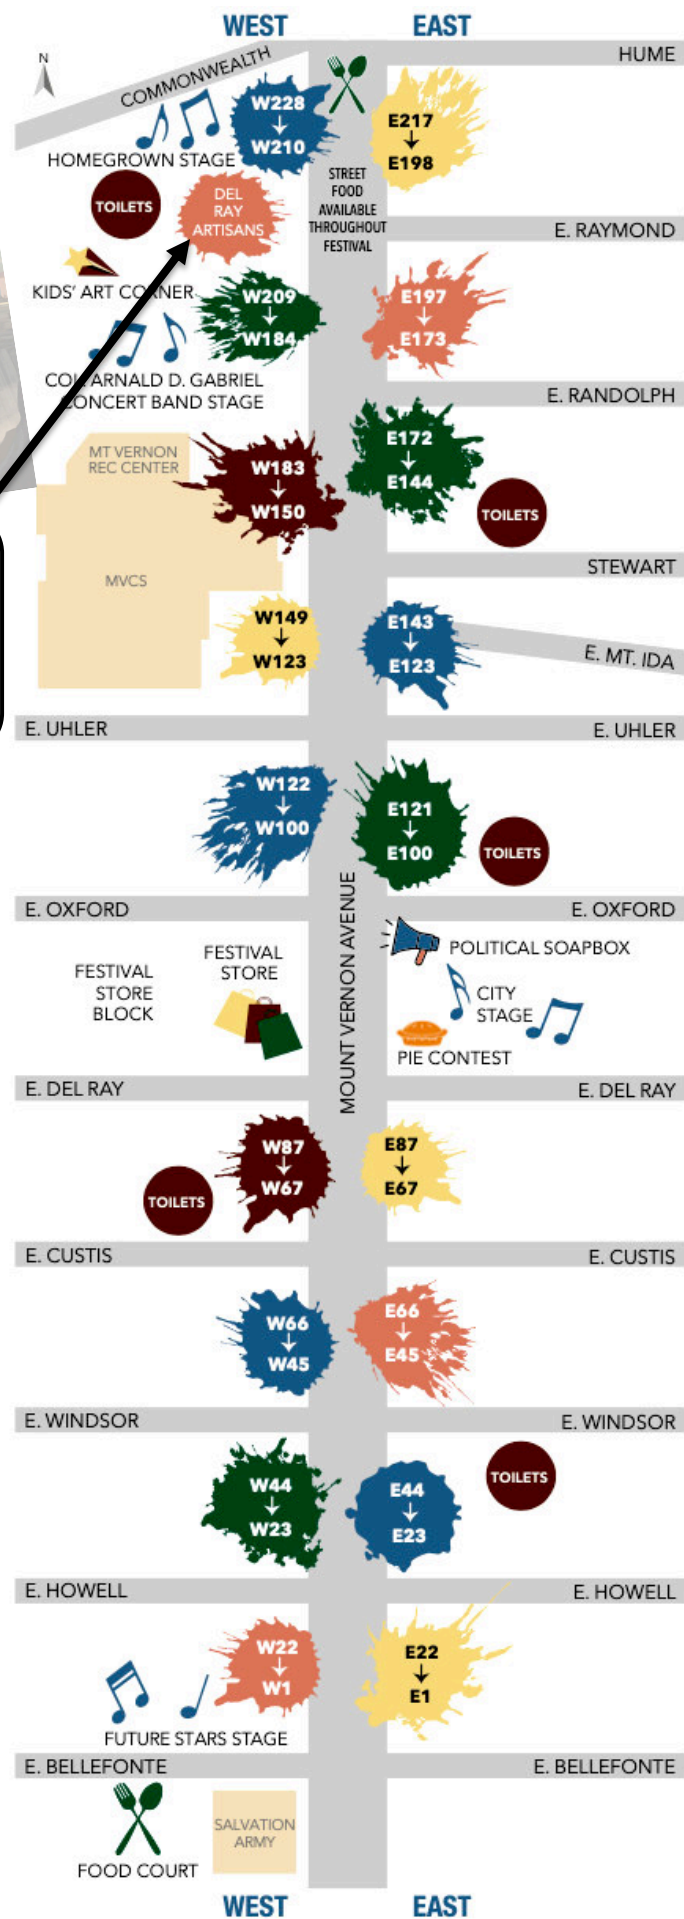 WEST
EAST
N
COMMONWEALTH
HUME
W228
↓
W210
E217
↓
E198
HOMEGROWN STAGE
STREET
FOOD
AVAILABLE
THROUGHOUT
FESTIVAL
TOILETS
DEL
RAY
ARTISANS
E. RAYMOND
KIDS' ART CORNER
W209
↓
W184
E197
↓
E173
COL. ARNALD D. GABRIEL
CONCERT BAND STAGE
E. RANDOLPH
MT VERNON
REC CENTER
W183
↓
W150
E172
↓
E144
TOILETS
STEWART
MVCS
W149
↓
W123
E143
↓
E123
E. MT. IDA
E. UHLER
E. UHLER
W122
↓
W100
E121
↓
E100
TOILETS
MOUNT VERNON AVENUE
E. OXFORD
E. OXFORD
FESTIVAL
STORE
BLOCK
FESTIVAL
STORE
POLITICAL SOAPBOX
CITY
STAGE
PIE CONTEST
E. DEL RAY
E. DEL RAY
W87
↓
W67
E87
↓
E67
TOILETS
E. CUSTIS
E. CUSTIS
W66
↓
W45
E66
↓
E45
E. WINDSOR
E. WINDSOR
W44
↓
W23
E44
↓
E23
TOILETS
E. HOWELL
E. HOWELL
W22
↓
W1
E22
↓
E1
FUTURE STARS STAGE
E. BELLEFONTE
E. BELLEFONTE
FOOD COURT
SALVATION
ARMY
WEST
EAST